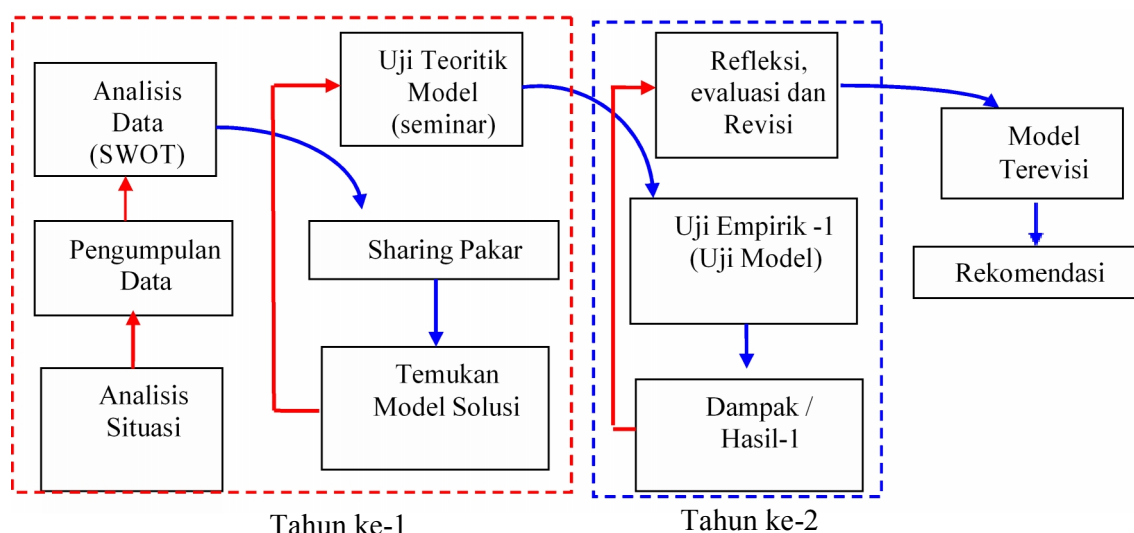 Analisis
Data
(SWOT)
Pengumpulan
Data
Analisis
Situasi
Uji Teoritik
Model
(seminar)
Sharing Pakar
Temukan
Model Solusi
Tahun ke-1
Refleksi,
evaluasi dan
Revisi
Uji Empirik -1
(Uji Model)
Dampak /
Hasil-1
Tahun ke-2
Model
Terevisi
Rekomendasi